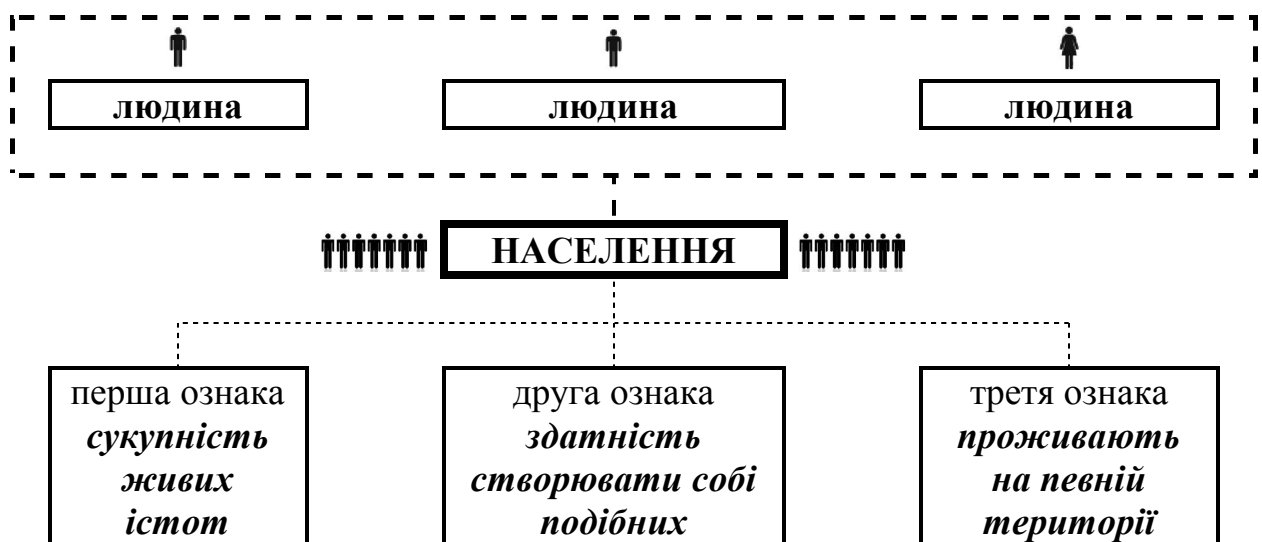 людина
людина
людина
НАСЕЛЕННЯ
перша ознака
сукупність
живих
істот
друга ознака
здатність
створювати собі
подібних
третя ознака
проживають
на певній
території